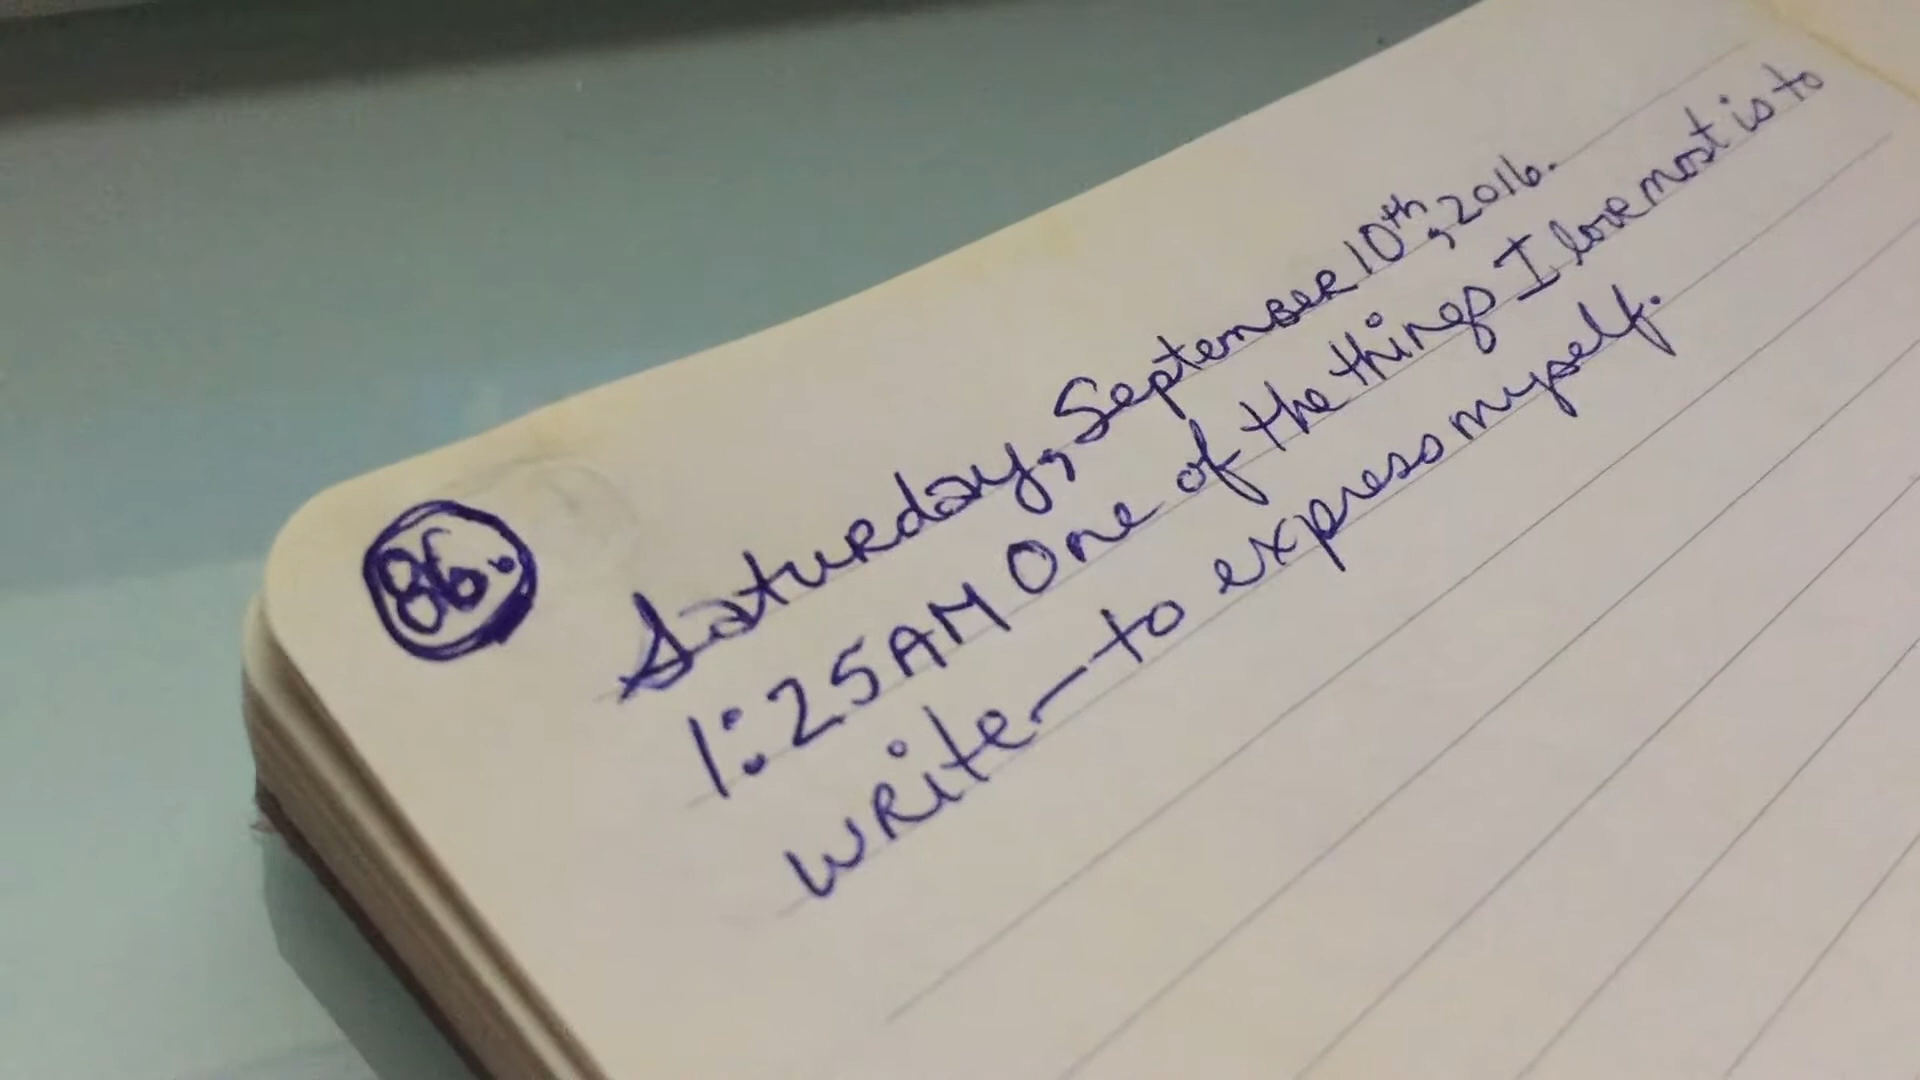 86.
Saturday, September 10th, 2016.
1:25AM One of the things I love most is to
write—to express myself.